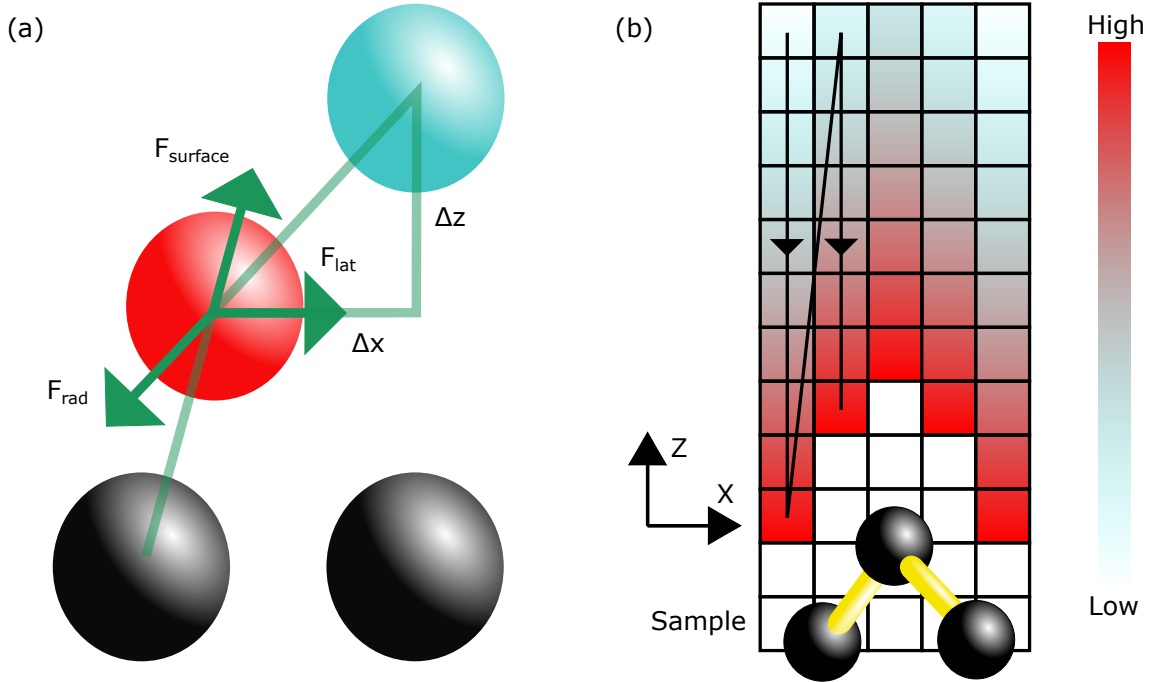 (a)
F_surface
Δz
F_lat
Δx
F_rad
(b)
High
Z
X
Sample
Low